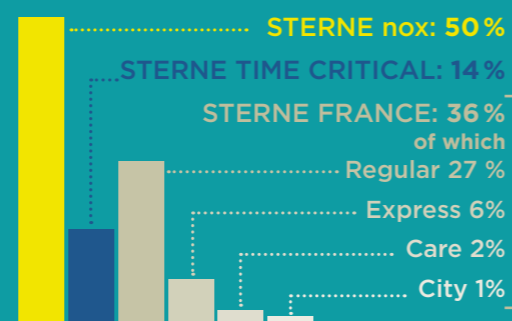 STERNE nox: 50 %
STERNE TIME CRITICAL: 14 %
STERNE FRANCE: 36 %
of which
Regular 27 %
Express 6%
Care 2%
City 1%